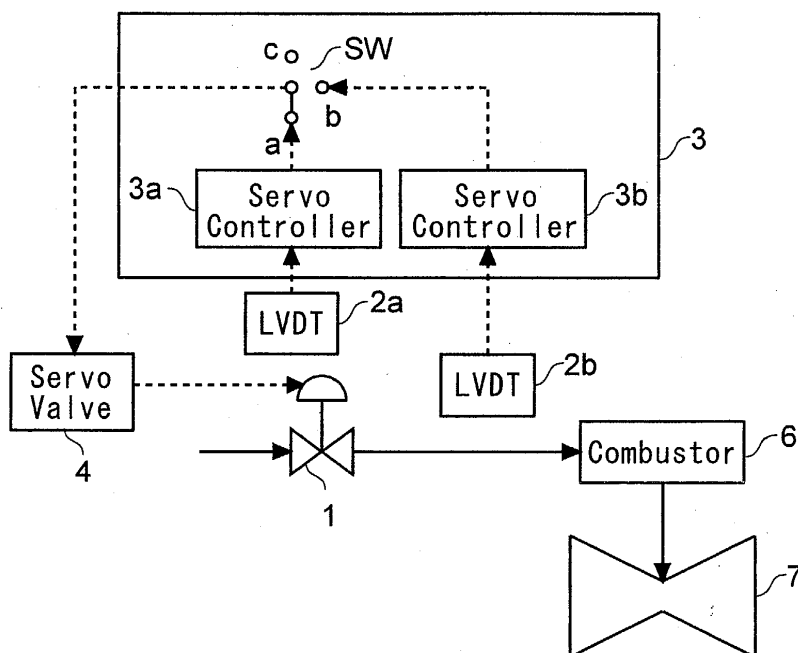 c
SW
b
a
3
3a
Servo
Controller
Servo
Controller
3b
LVDT
2a
LVDT
2b
Servo
Valve
4
1
Combustor
6
7